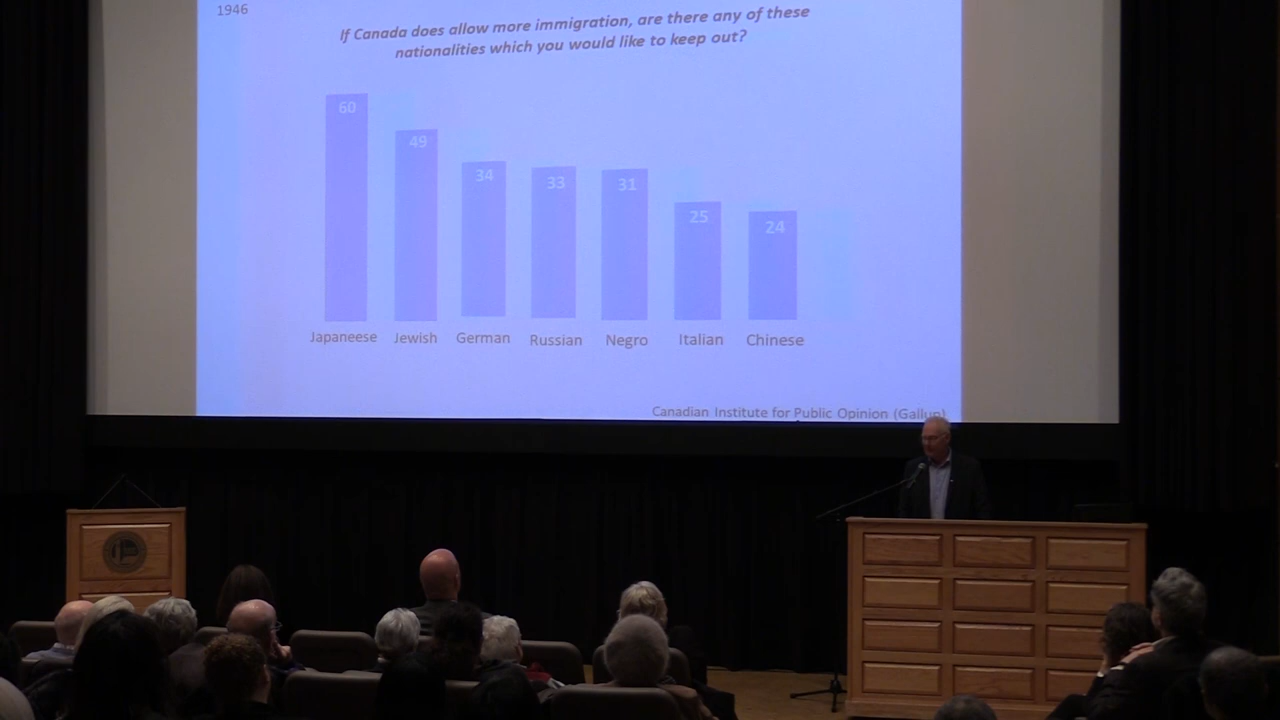 1946
If Canada does allow more immigration, are there any of these
nationalities which you would like to keep out?
60
49
34
33
31
25
24
Japaneese
Jewish
German
Russian
Negro
Italian
Chinese
Canadian Institute for Public Opinion (Gallup)